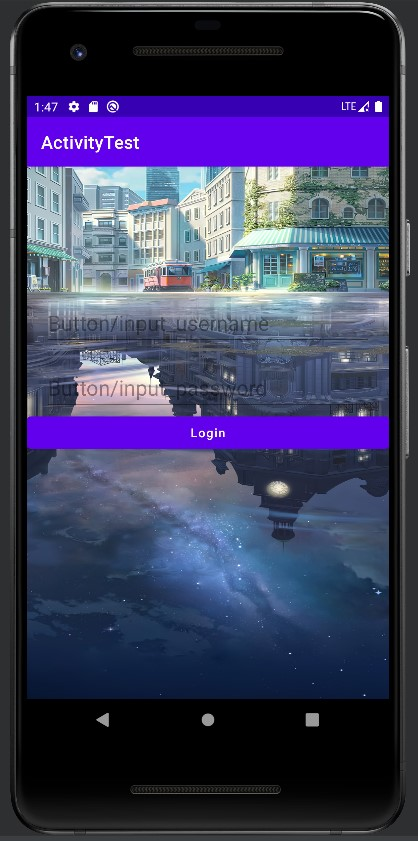 1:47 LTE
ActivityTest
Button/input_username
Button/input_password
Login